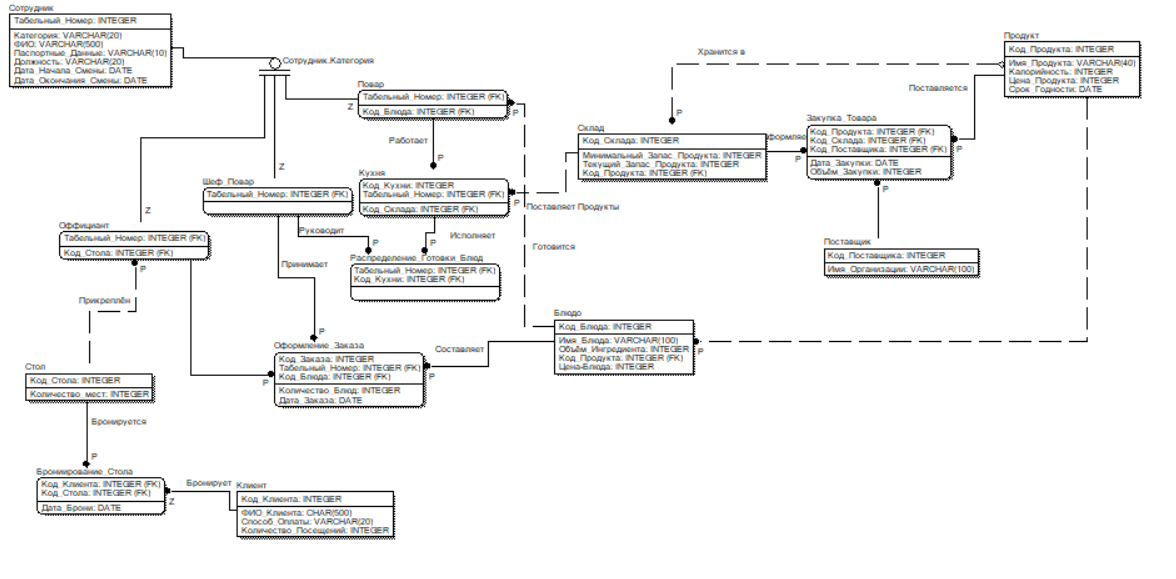 Сотрудник
Табельный_Номер: INTEGER
Категория: VARCHAR(20)
ФИО: VARCHAR(500)
Паспортные_Данные: VARCHAR(10)
Должность: VARCHAR(20)
Дата_Начала_Смены: DATE
Дата_Окончания_Смены: DATE
Сотрудник.Категория
Повар
Табельный_Номер: INTEGER (FK)
Код_Блюда: INTEGER (FK)
Z
P
Работает
P
Хранится в
P
Продукт
Код_Продукта: INTEGER
Имя_Продукта: VARCHAR(40)
Калорийность: INTEGER
Цена_Продукта: INTEGER
Срок_Годности: DATE
Поставляется
P
Склад
Код_Склада: INTEGER
Минимальный_Запас_Продукта: INTEGER
Текущий_Запас_Продукта: INTEGER
Код_Продукта: INTEGER (FK)
P
Закупка_Товара
Код_Продукта: INTEGER (FK)
Код_Склада: INTEGER (FK)
Код_Поставщика: INTEGER (FK)
Дата_Закупки: DATE
Объём_Закупки: INTEGER
P
Поставщик
Код_Поставщика: INTEGER
Имя_Организации: VARCHAR(100)
Z
Шеф_Повар
Табельный_Номер: INTEGER (FK)
Кухня
Код_Кухни: INTEGER
Табельный_Номер: INTEGER (FK)
Код_Склада: INTEGER (FK)
P
Поставляет Продукты
Z
Оффициант
Табельный_Номер: INTEGER (FK)
Код_Стола: INTEGER (FK)
P
Руководит
P
Исполняет
P
Готовится
Распределение_Готовки_Блюд
Табельный_Номер: INTEGER (FK)
Код_Кухни: INTEGER (FK)
Принимает
P
Прикреплён
Блюдо
Код_Блюда: INTEGER
Имя_Блюда: VARCHAR(100)
Объём_Ингредиента: INTEGER
Код_Продукта: INTEGER (FK)
Цена-Блюда: INTEGER
P
Составляет
P
Оформление_Заказа
Код_Заказа: INTEGER
Табельный_Номер: INTEGER (FK)
Код_Блюда: INTEGER (FK)
Количество_Блюд: INTEGER
Дата_Заказа: DATE
P
Стол
Код_Стола: INTEGER
Количество_мест: INTEGER
Бронируется
P
Брониирование_Стола
Код_Клиента: INTEGER (FK)
Код_Стола: INTEGER (FK)
Дата_Брони: DATE
Бронирует
Z
Клиент
Код_Клиента: INTEGER
ФИО_Клиента: CHAR(500)
Способ_Оплаты: VARCHAR(20)
Количество_Посещений: INTEGER